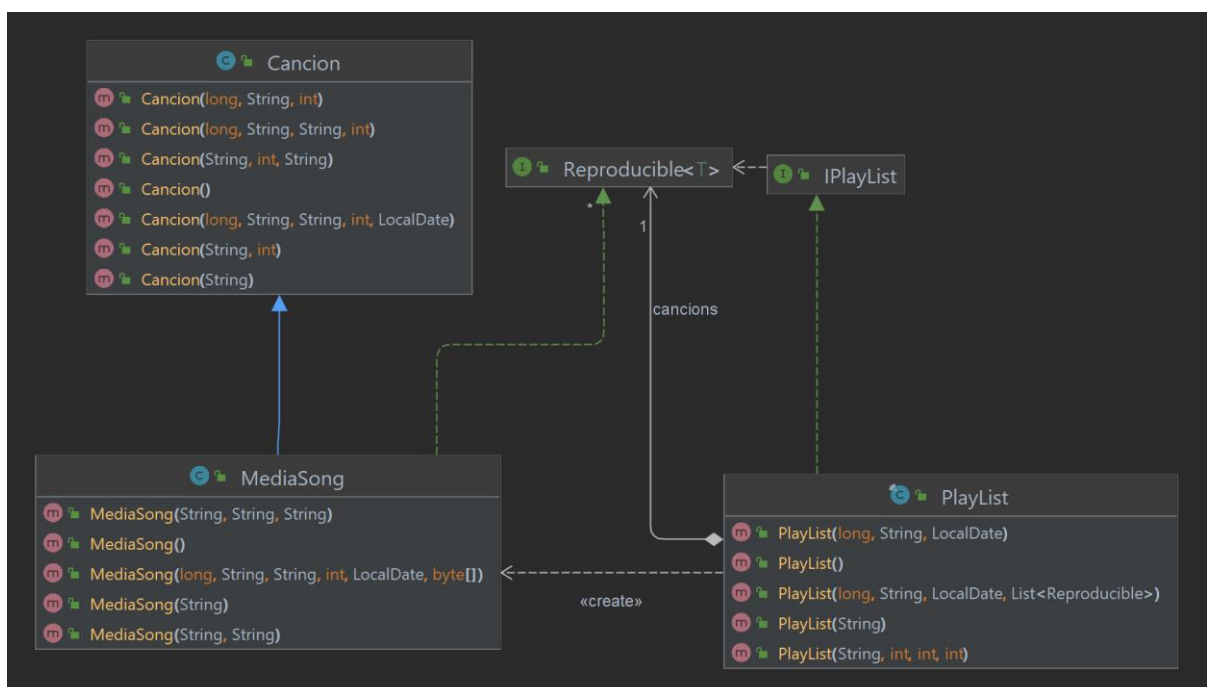 Cancion
Cancion(long, String, int)
Cancion(long, String, String, int)
Cancion(String, int, String)
Cancion()
Cancion(long, String, String, int, LocalDate)
Cancion(String, int)
Cancion(String)
Reproducible<T>
IPlayList
*
1
cancions
MediaSong
MediaSong(String, String, String)
MediaSong()
MediaSong(long, String, String, int, LocalDate, byte[])
MediaSong(String)
MediaSong(String, String)
«create»
PlayList
PlayList(long, String, LocalDate)
PlayList()
PlayList(long, String, LocalDate, List<Reproducible>)
PlayList(String)
PlayList(String, int, int, int)